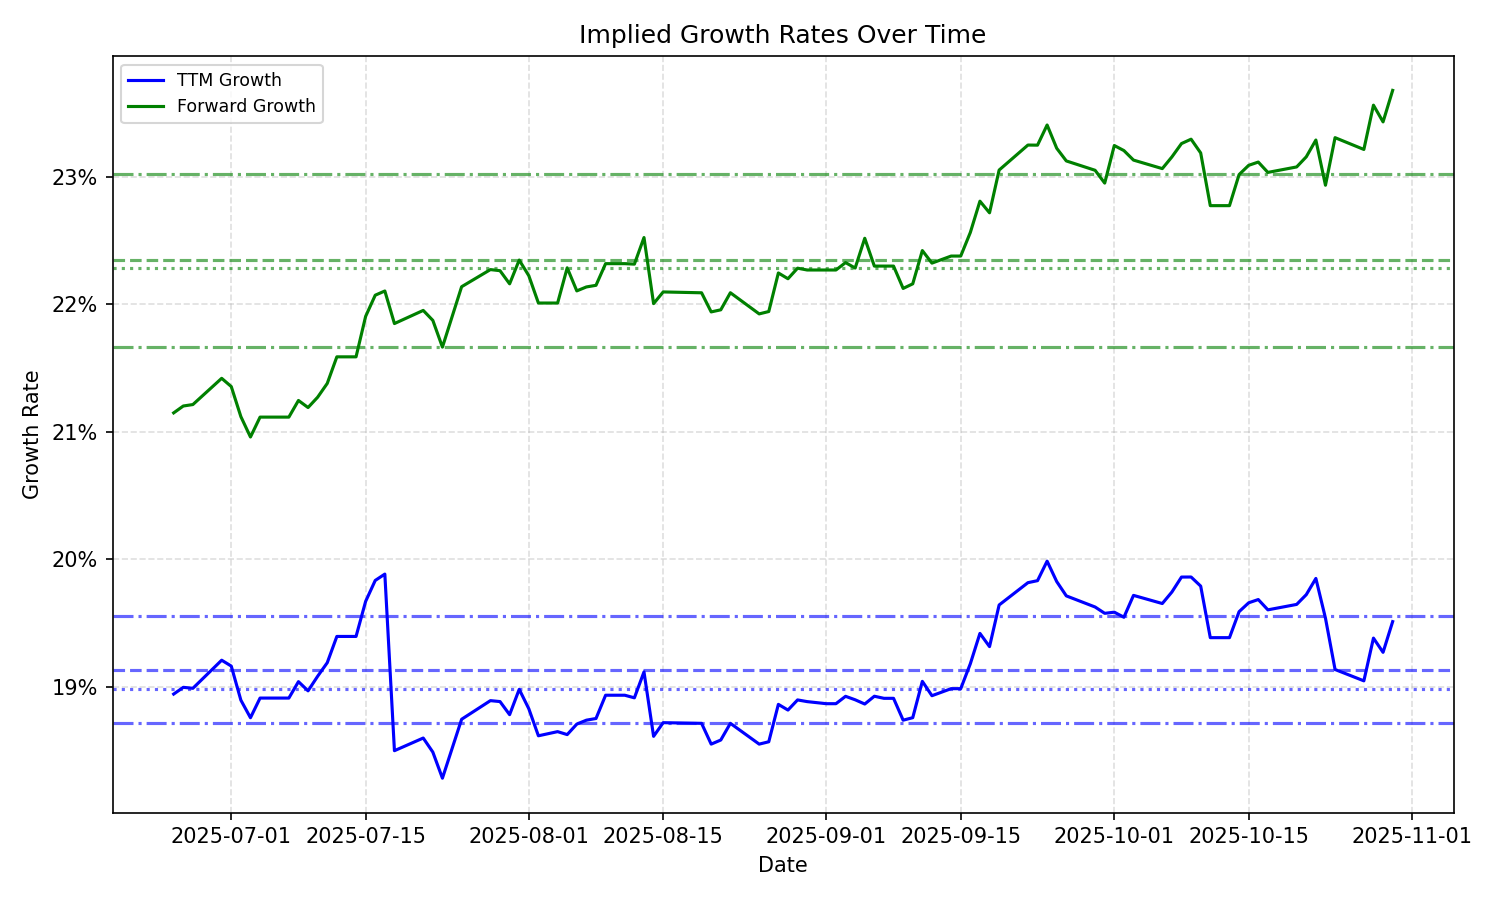 Implied Growth Rates Over Time
TTM Growth
Forward Growth
23%
22%
21%
20%
19%
Growth Rate
2025-07-01 2025-07-15 2025-08-01 2025-08-15 2025-09-01 2025-09-15 2025-10-01 2025-10-15 2025-11-01
Date